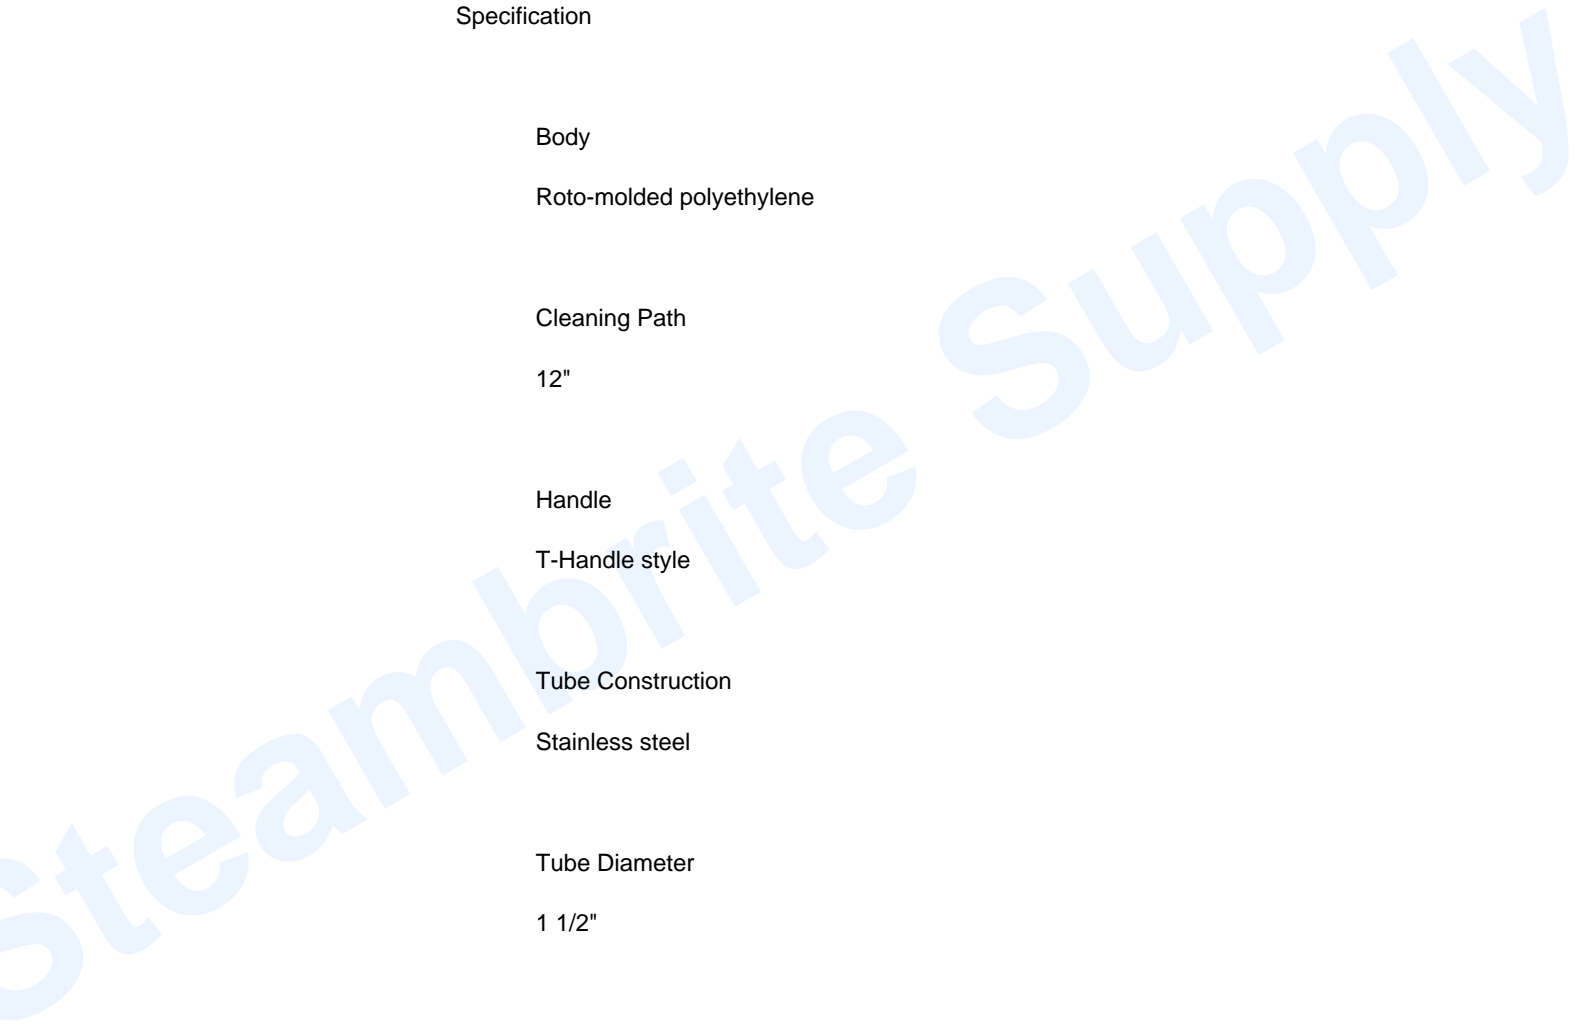 Specification
Body
Roto-molded polyethylene
Cleaning Path
12"
Handle
T-Handle style
Tube Construction
Stainless steel
Tube Diameter
1 1/2"
Steambrite Supply